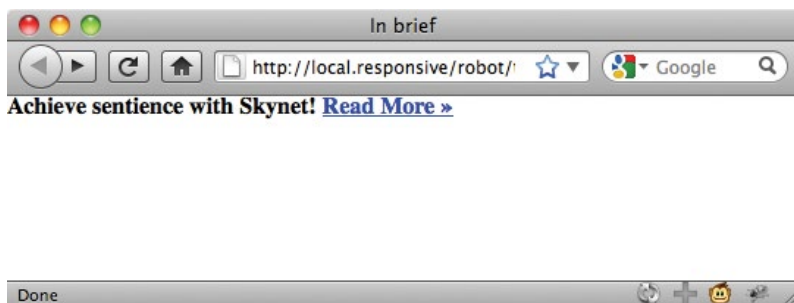 In brief
http://local.responsive/robot/
Google
Achieve sentience with Skynet! Read More »
Done